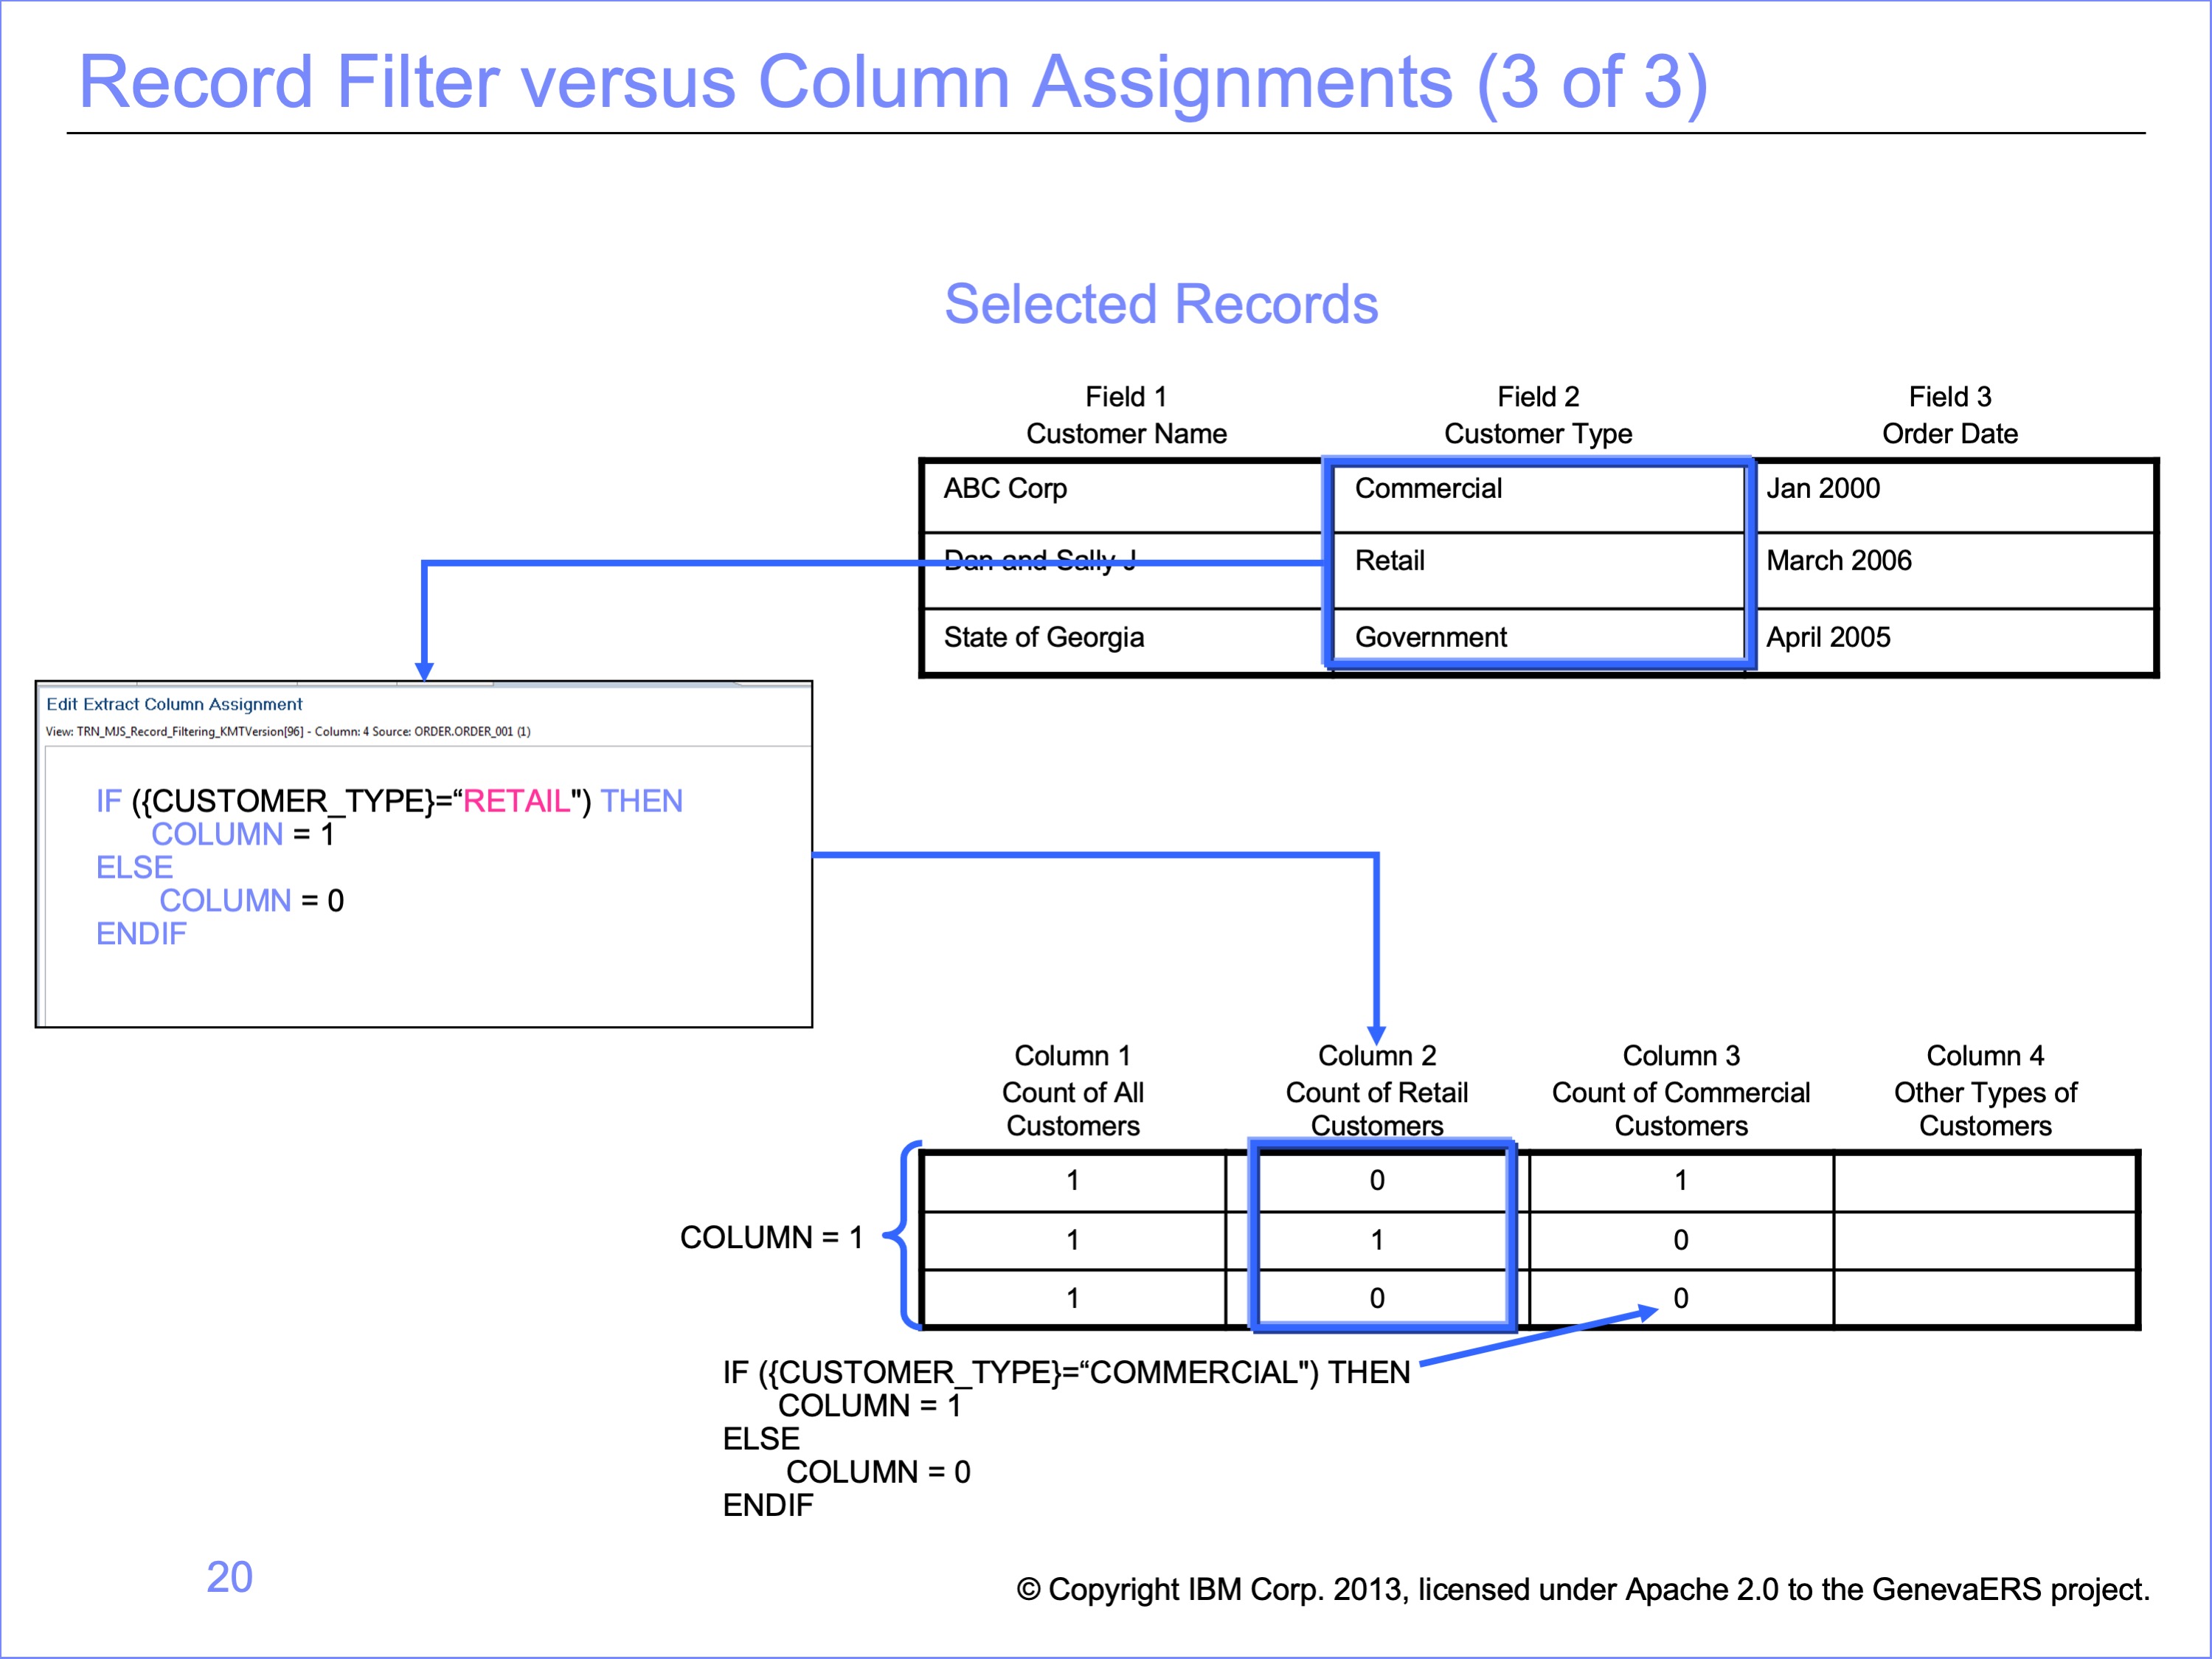 Record Filter versus Column Assignments (3 of 3)
Selected Records
Field 1 Field 2 Field 3
Customer Name Customer Type Order Date
ABC Corp Commercial Jan 2000
Dan and Sally J Retail March 2006
State of Georgia Government April 2005
Edit Extract Column Assignment
View: TRN_MJS_Record_Filtering_KMTVersion[96] - Column: 4 Source: ORDER.ORDER_001 (1)
IF ({CUSTOMER_TYPE}=“RETAIL") THEN
COLUMN = 1
ELSE
COLUMN = 0
ENDIF
Column 1 Column 2 Column 3 Column 4
Count of All Count of Retail Count of Commercial Other Types of
Customers Customers Customers Customers
1 0 1
COLUMN = 1 1 1 0
1 0 0
IF ({CUSTOMER_TYPE}=“COMMERCIAL") THEN
COLUMN = 1
ELSE
COLUMN = 0
ENDIF
20
© Copyright IBM Corp. 2013, licensed under Apache 2.0 to the GenevaERS project.